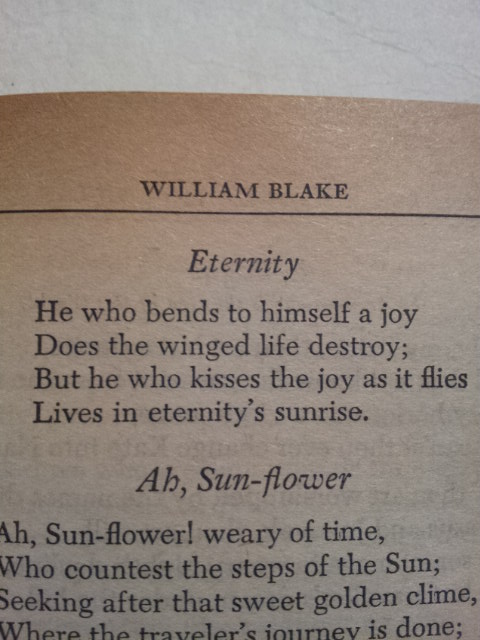 WILLIAM BLAKE
Eternity
He who bends to himself a joy
Does the winged life destroy;
But he who kisses the joy as it flies
Lives in eternity's sunrise.
Ah, Sun-flower
Ah, Sun-flower! weary of time,
Who countest the steps of the Sun;
Seeking after that sweet golden clime,
Where the traveler's journey is done;